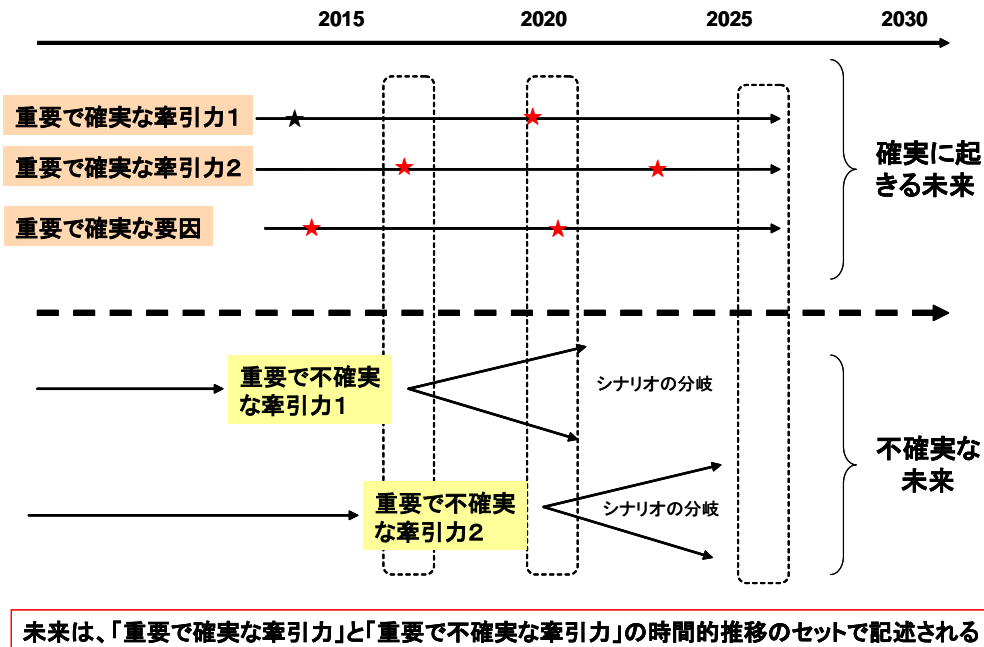 2015 2020 2025 2030
重要で確実な牽引力1
重要で確実な牽引力2
重要で確実な要因
確実に起
きる未来
重要で不確実
な牽引力1
シナリオの分岐
重要で不確実
な牽引力2
シナリオの分岐
不確実な
未来
未来は、「重要で確実な牽引力」と「重要で不確実な牽引力」の時間的推移のセットで記述される